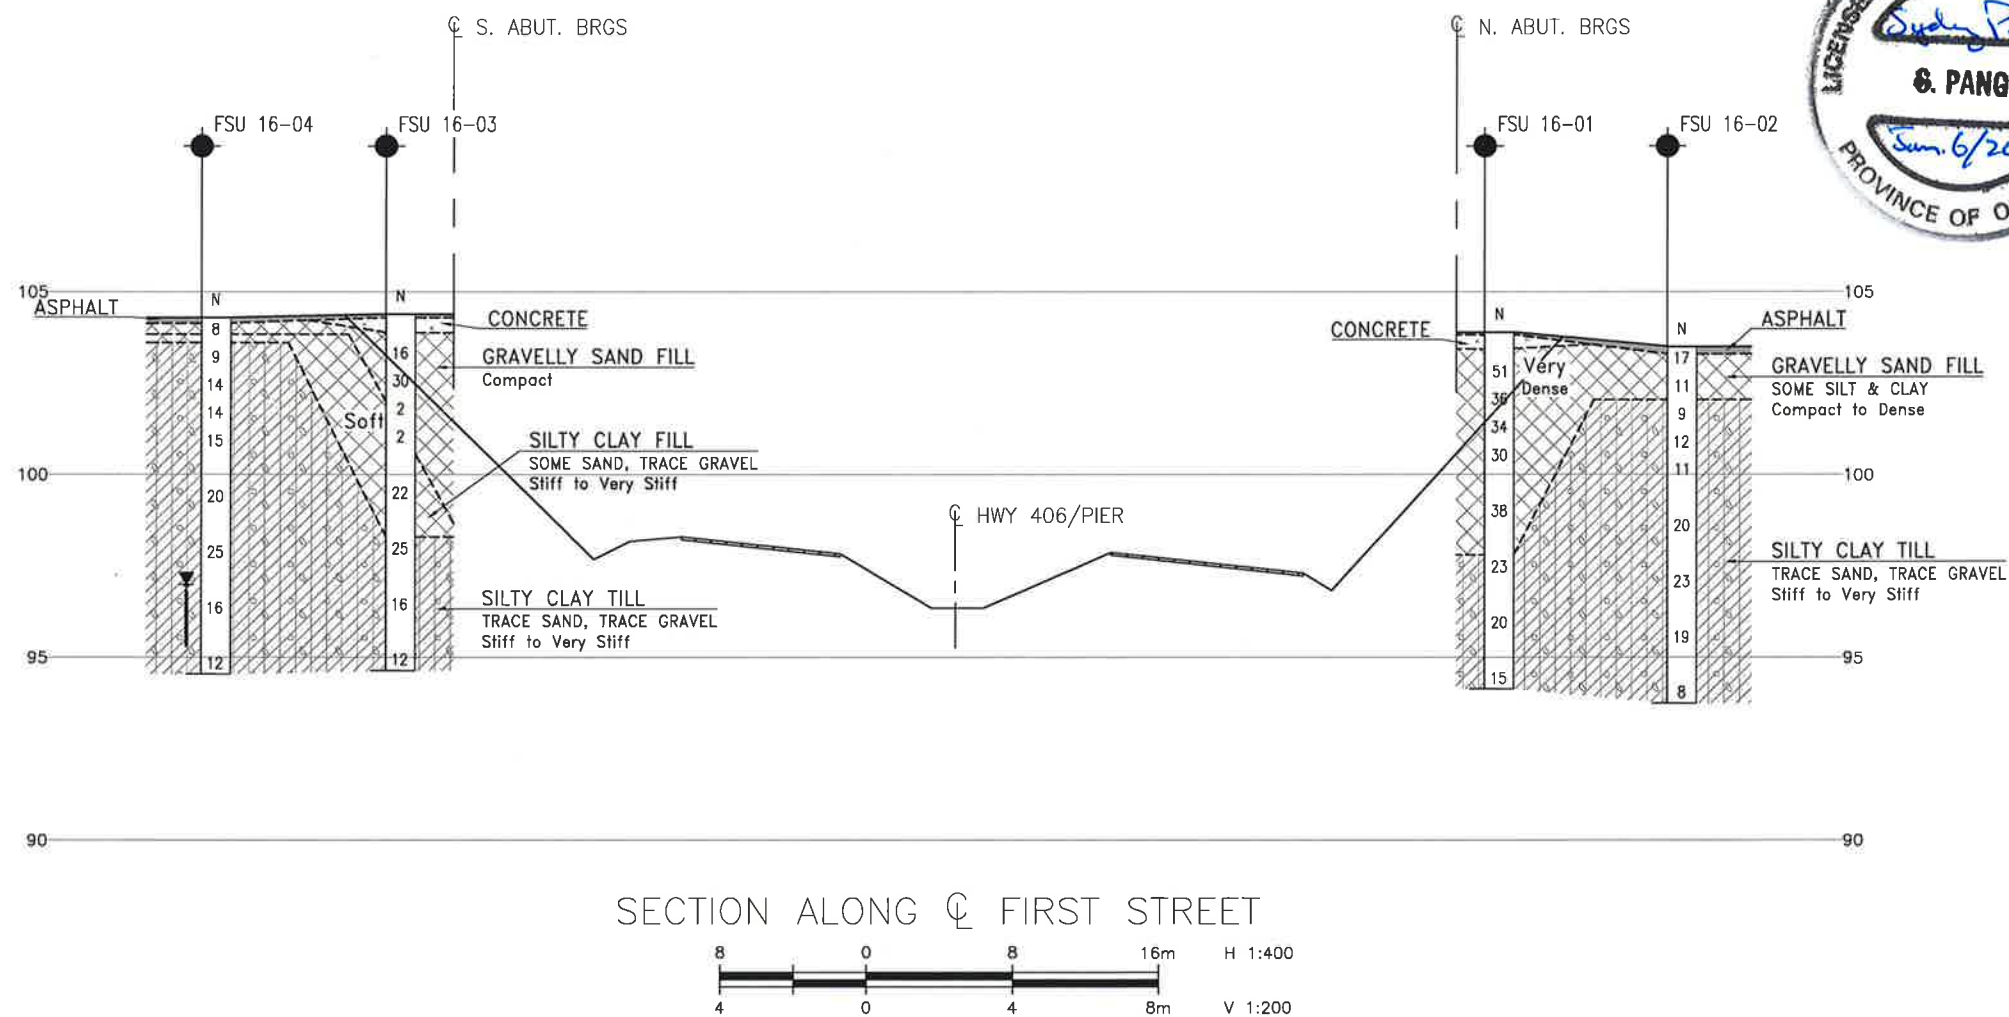 ℄ S. ABUT. BRGS
℄ N. ABUT. BRGS
S. PANG
PROVINCE OF O
FSU 16-04
FSU 16-03
FSU 16-01
FSU 16-02
105
105
ASPHALT
N
8
9
14
14
15
20
25
16
12
N
16
30
2
2
22
25
16
12
Soft
CONCRETE
GRAVELLY SAND FILL
Compact
SILTY CLAY FILL
SOME SAND, TRACE GRAVEL
Stiff to Very Stiff
SILTY CLAY TILL
TRACE SAND, TRACE GRAVEL
Stiff to Very Stiff
℄ HWY 406/PIER
CONCRETE
N
51
36
34
30
38
23
20
15
Very
Dense
N
17
11
9
12
11
20
23
19
8
ASPHALT
GRAVELLY SAND FILL
SOME SILT & CLAY
Compact to Dense
SILTY CLAY TILL
TRACE SAND, TRACE GRAVEL
Stiff to Very Stiff
100
100
95
95
90
90
SECTION ALONG ℄ FIRST STREET
8 0 8 16m H 1:400
4 0 4 8m V 1:200